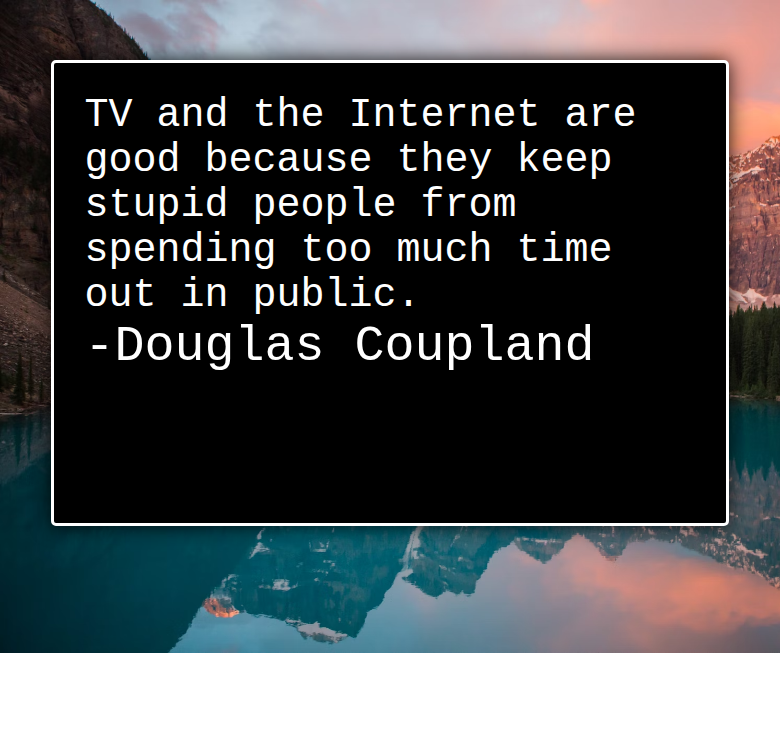 TV and the Internet are
good because they keep
stupid people from
spending too much time
out in public.
-Douglas Coupland